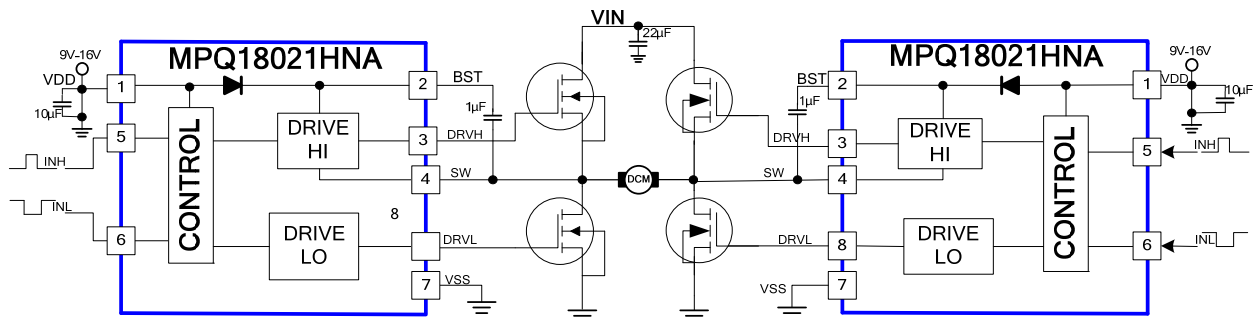 VIN
22µF
MPQ18021HNA
9V-16V
VDD
10µF
1
2
BST
1µF
5
CONTROL
DRIVE
HI
3
DRVH
INH
4
SW
8
INL
6
DRIVE
LO
DRVL
7
VSS
DCM
MPQ18021HNA
9V-16V
BST
2
1
VDD
1µF
10µF
DRVH
3
DRIVE
HI
CONTROL
5
INH
SW
4
DRVL
8
DRIVE
LO
6
INL
VSS
7